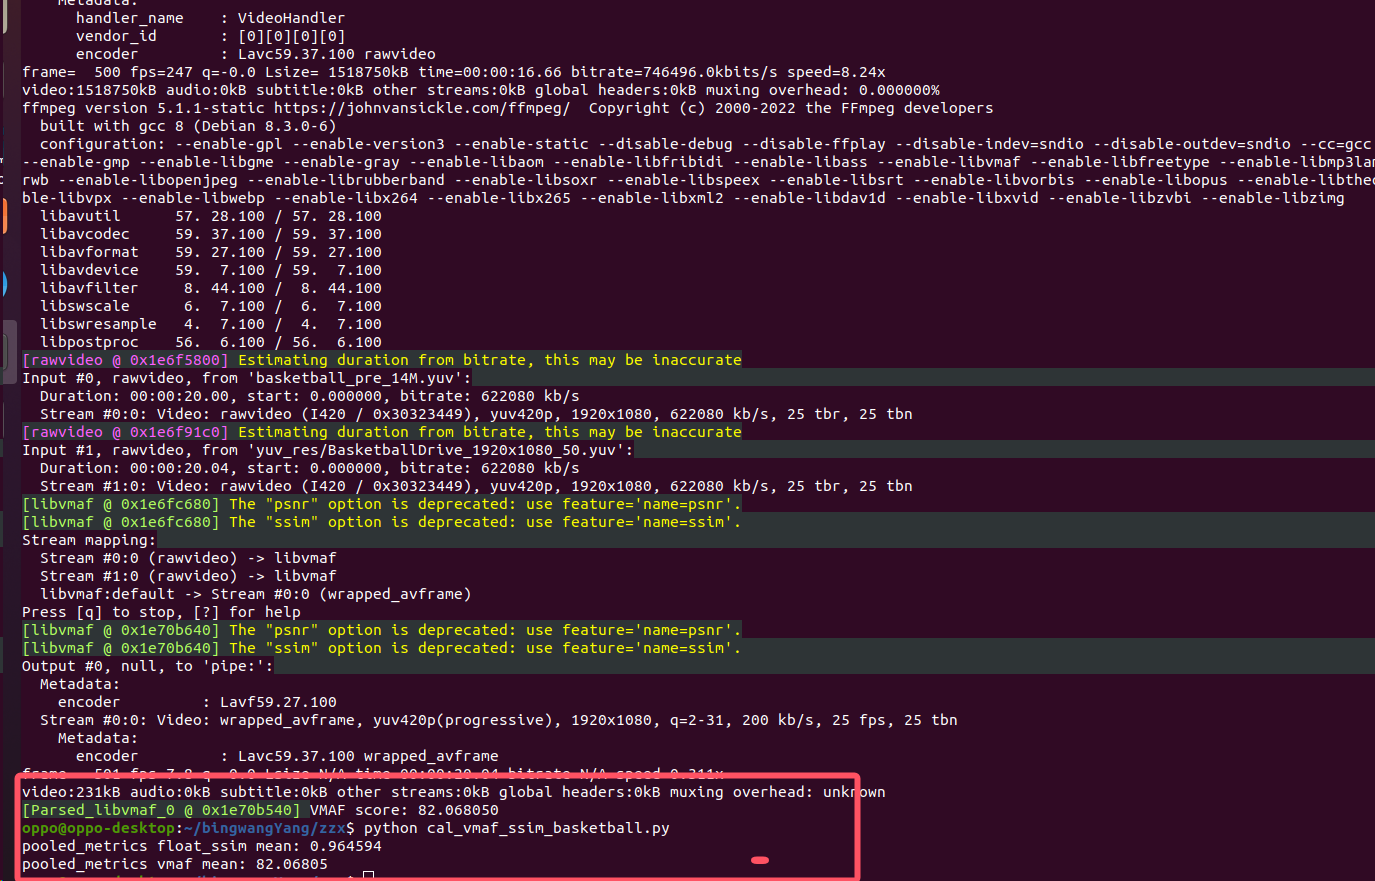 Metadata:
handler_name    : VideoHandler
vendor_id       : [0][0][0][0]
encoder         : Lavc59.37.100 rawvideo
frame=  500 fps=247 q=-0.0 Lsize= 1518750kB time=00:00:16.66 bitrate=746496.0kbits/s speed=8.24x
video:1518750kB audio:0kB subtitle:0kB other streams:0kB global headers:0kB muxing overhead: 0.000000%
ffmpeg version 5.1.1-static https://johnvansickle.com/ffmpeg/  Copyright (c) 2000-2022 the FFmpeg developers
built with gcc 8 (Debian 8.3.0-6)
configuration: --enable-gpl --enable-version3 --enable-static --disable-debug --disable-ffplay --disable-indev=sndio --disable-outdev=sndio --cc=gcc
--enable-gmp --enable-libgme --enable-gray --enable-libaom --enable-libfribidi --enable-libass --enable-libvmaf --enable-libfreetype --enable-libmp3lam
rwb --enable-libopenjpeg --enable-librubberband --enable-libsoxr --enable-libspeex --enable-libsrt --enable-libvorbis --enable-libopus --enable-libtheo
ble-libvpx --enable-libwebp --enable-libx264 --enable-libx265 --enable-libxml2 --enable-libdav1d --enable-libxvid --enable-libzvbi --enable-libzimg
libavutil      57. 28.100 / 57. 28.100
libavcodec     59. 37.100 / 59. 37.100
libavformat    59. 27.100 / 59. 27.100
libavdevice    59.  7.100 / 59.  7.100
libavfilter     8. 44.100 /  8. 44.100
libswscale      6.  7.100 /  6.  7.100
libswresample   4.  7.100 /  4.  7.100
libpostproc    56.  6.100 / 56.  6.100
[rawvideo @ 0x1e6f5800] Estimating duration from bitrate, this may be inaccurate
Input #0, rawvideo, from 'basketball_pre_14M.yuv':
Duration: 00:00:20.00, start: 0.000000, bitrate: 622080 kb/s
Stream #0:0: Video: rawvideo (I420 / 0x30323449), yuv420p, 1920x1080, 622080 kb/s, 25 tbr, 25 tbn
[rawvideo @ 0x1e6f91c0] Estimating duration from bitrate, this may be inaccurate
Input #1, rawvideo, from 'yuv_res/BasketballDrive_1920x1080_50.yuv':
Duration: 00:00:20.04, start: 0.000000, bitrate: 622080 kb/s
Stream #1:0: Video: rawvideo (I420 / 0x30323449), yuv420p, 1920x1080, 622080 kb/s, 25 tbr, 25 tbn
[libvmaf @ 0x1e6fc680] The "psnr" option is deprecated: use feature='name=psnr'.
[libvmaf @ 0x1e6fc680] The "ssim" option is deprecated: use feature='name=ssim'.
Stream mapping:
Stream #0:0 (rawvideo) -> libvmaf
Stream #1:0 (rawvideo) -> libvmaf
libvmaf:default -> Stream #0:0 (wrapped_avframe)
Press [q] to stop, [?] for help
[libvmaf @ 0x1e70b640] The "psnr" option is deprecated: use feature='name=psnr'.
[libvmaf @ 0x1e70b640] The "ssim" option is deprecated: use feature='name=ssim'.
Output #0, null, to 'pipe:':
Metadata:
encoder         : Lavf59.27.100
Stream #0:0: Video: wrapped_avframe, yuv420p(progressive), 1920x1080, q=2-31, 200 kb/s, 25 fps, 25 tbn
Metadata:
encoder         : Lavc59.37.100 wrapped_avframe
frame=  501 fps=7.8 q=-0.0 Lsize=N/A time=00:00:20.04 bitrate=N/A speed=0.311x
video:231kB audio:0kB subtitle:0kB other streams:0kB global headers:0kB muxing overhead: unknown
[Parsed_libvmaf_0 @ 0x1e70b540] VMAF score: 82.068050
oppo@oppo-desktop:~/bingwangYang/zzx$ python cal_vmaf_ssim_basketball.py
pooled_metrics float_ssim mean: 0.964594
pooled_metrics vmaf mean: 82.06805